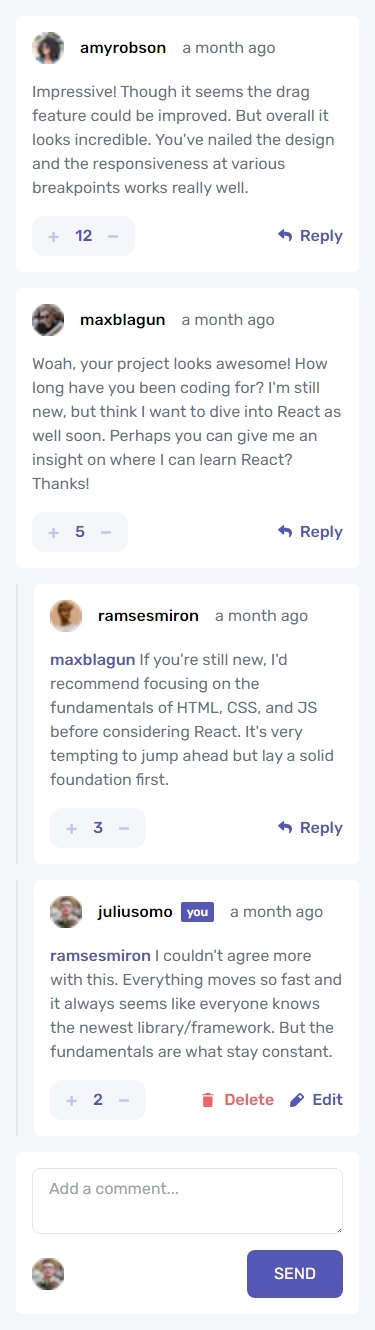 amyrobson a month ago
Impressive! Though it seems the drag
feature could be improved. But overall it
looks incredible. You've nailed the design
and the responsiveness at various
breakpoints works really well.
+ 12 − Reply
maxblagun a month ago
Woah, your project looks awesome! How
long have you been coding for? I'm still
new, but think I want to dive into React as
well soon. Perhaps you can give me an
insight on where I can learn React?
Thanks!
+ 5 − Reply
ramsesmiron a month ago
maxblagun If you're still new, I'd
recommend focusing on the
fundamentals of HTML, CSS, and JS
before considering React. It's very
tempting to jump ahead but lay a solid
foundation first.
+ 3 − Reply
juliusomo you a month ago
ramsesmiron I couldn't agree more
with this. Everything moves so fast and
it always seems like everyone knows
the newest library/framework. But the
fundamentals are what stay constant.
+ 2 − Delete Edit
Add a comment...
SEND